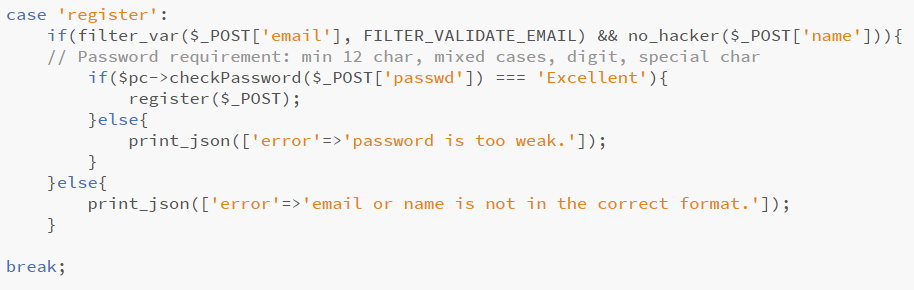 case 'register':
    if(filter_var($_POST['email'], FILTER_VALIDATE_EMAIL) && no_hacker($_POST['name'])){
    // Password requirement: min 12 char, mixed cases, digit, special char
        if($pc->checkPassword($_POST['passwd']) === 'Excellent'){
            register($_POST);
        }else{
            print_json(['error'=>'password is too weak.']);
        }
    }else{
        print_json(['error'=>'email or name is not in the correct format.']);
    }

break;